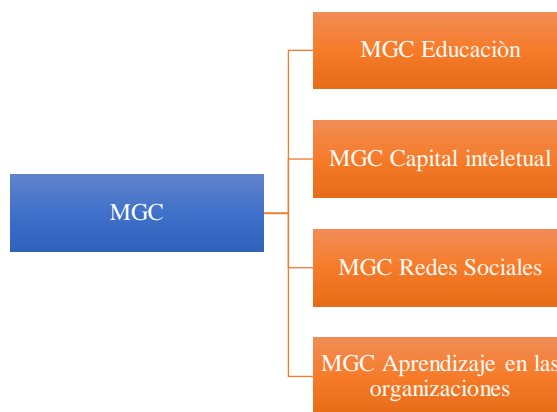 MGC
MGC Educaciòn
MGC Capital inteletual
MGC Redes Sociales
MGC Aprendizaje en las
organizaciones